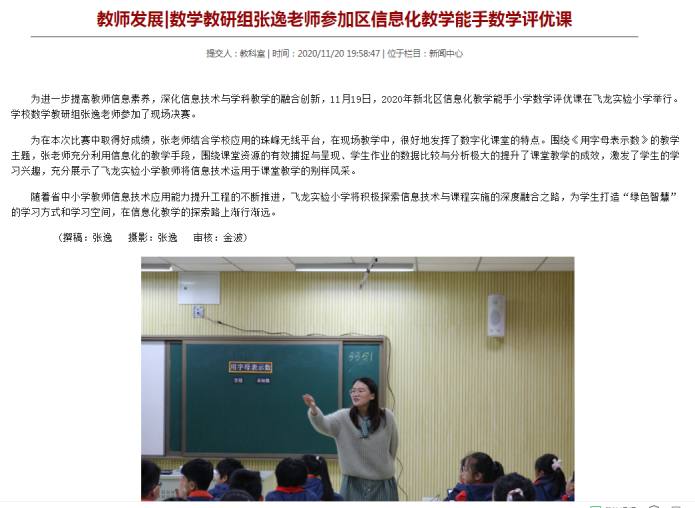 教师发展|数学教研组张逸老师参加区信息化教学能手数学评优课
提交人：教科室 | 时间：2020/11/20 19:58:47 | 位于栏目：新闻中心
为进一步提高教师信息素养，深化信息技术与学科教学的融合创新，11月19日，2020年新北区信息化教学能手小学数学评优课在飞龙实验小学举行。
学校数学教研组张逸老师参加了现场决赛。
为在本次比赛中取得好成绩，张老师结合学校应用的珠峰无线平台，在现场教学中，很好地发挥了数字化课堂的特点。围绕《用字母表示数》的教学
主题，张老师充分利用信息化的教学手段，围绕课堂资源的有效捕捉与呈现、学生作业的数据比较与分析极大的提升了课堂教学的成效，激发了学生的学
习兴趣，充分展示了飞龙实验小学教师将信息技术运用于课堂教学的别样风采。
随着省中小学教师信息技术应用能力提升工程的不断推进，飞龙实验小学将积极探索信息技术与课程实施的深度融合之路，为学生打造“绿色智慧”
的学习方式和学习空间，在信息化教学的探索路上渐行渐远。
(撰稿：张逸 摄影：张逸 审核：金波)
用字母表示数